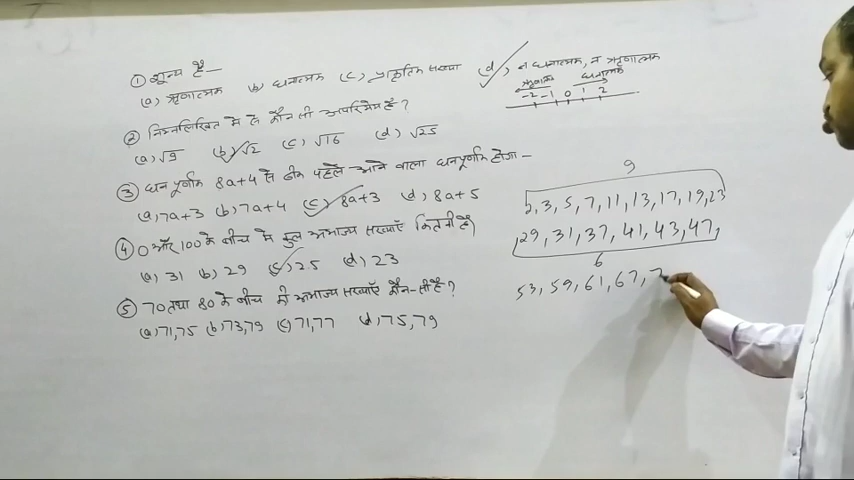 ① शून्य है —
(a) ऋणात्मक (b) धनात्मक (c) प्राकृतिक संख्या (d) न धनात्मक, न ऋणात्मक
ऋणात्मक धनात्मक
-2 -1 0 1 2
② निम्नलिखित में से कौन सी अपरिमेय है?
(a) √9 (b) √2 (c) √16 (d) √25
③ धन पूर्णांक 8a+4 से ठीक पहले आने वाला धनपूर्णांक होगा —
(a) 7a+3 (b) 7a+4 (c) 8a+3 (d) 8a+5
④ 0 और 100 के बीच में कुल अभाज्य संख्याएँ कितनी है?
(a) 31 (b) 29 (c) 25 (d) 23
⑤ 70 तथा 80 के बीच की अभाज्य संख्याएँ कौन-सी है?
(a) 71,75 (b) 73,79 (c) 71,77 (d) 75,79
9
2, 3, 5, 7, 11, 13, 17, 19, 23
29, 31, 37, 41, 43, 47,
6
53, 59, 61, 67, 7